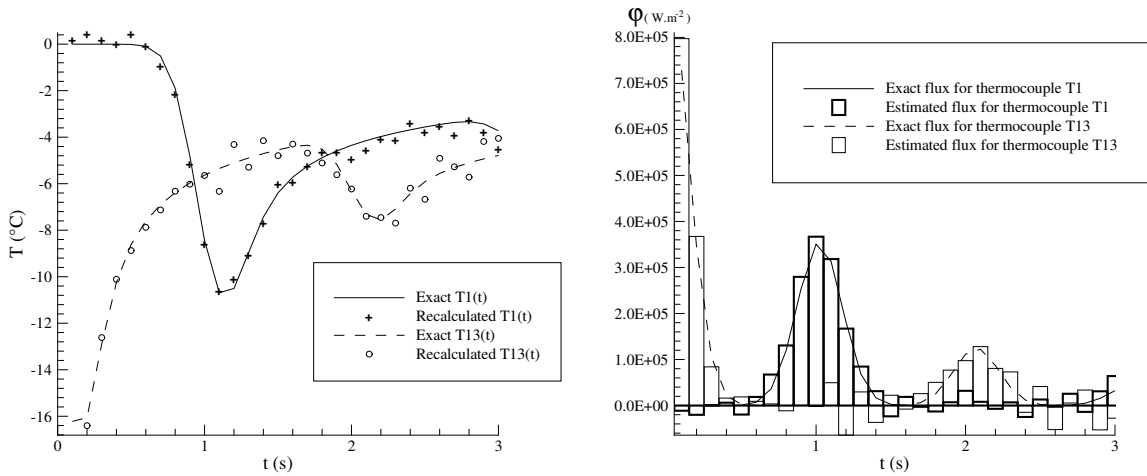 T (°C)
0
-2
-4
-6
-8
-10
-12
-14
-16
0
1
2
3
t (s)
Exact T1(t)
Recalculated T1(t)
Exact T13(t)
Recalculated T13(t)
φ( W.m-2)
8.0E+05
7.0E+05
6.0E+05
5.0E+05
4.0E+05
3.0E+05
2.0E+05
1.0E+05
0.0E+00
1
2
3
t (s)
Exact flux for thermocouple T1
Estimated flux for thermocouple T1
Exact flux for thermocouple T13
Estimated flux for thermocouple T13